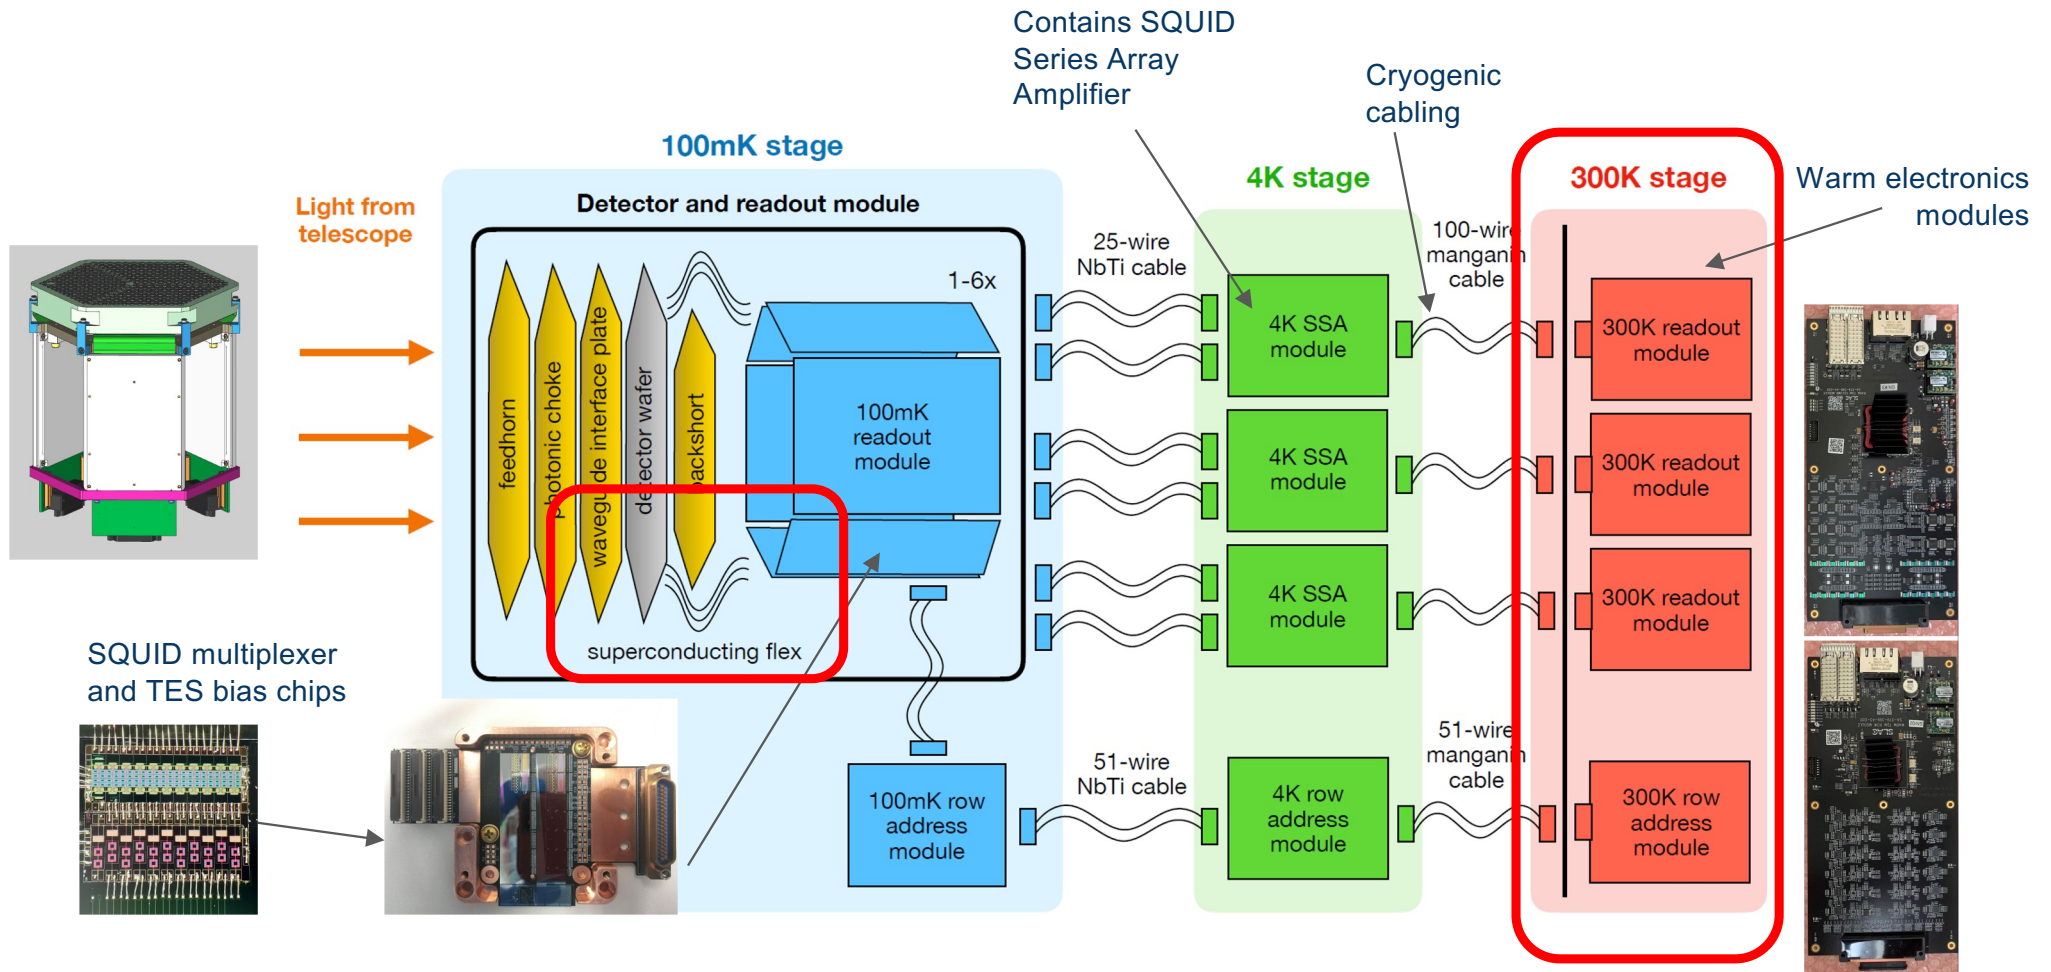 Contains SQUID
Series Array
Amplifier
Cryogenic
cabling
100mK stage
4K stage
300K stage
Warm electronics
modules
Light from
telescope
Detector and readout module
1-6x
feedhorn
photonic choke
waveguide interface plate
detector wafer
backshort
100mK
readout
module
superconducting flex
25-wire
NbTi cable
100-wire
manganin
cable
4K SSA
module
4K SSA
module
4K SSA
module
300K readout
module
300K readout
module
300K readout
module
SQUID multiplexer
and TES bias chips
100mK row
address
module
51-wire
NbTi cable
4K row
address
module
51-wire
manganin
cable
300K row
address
module